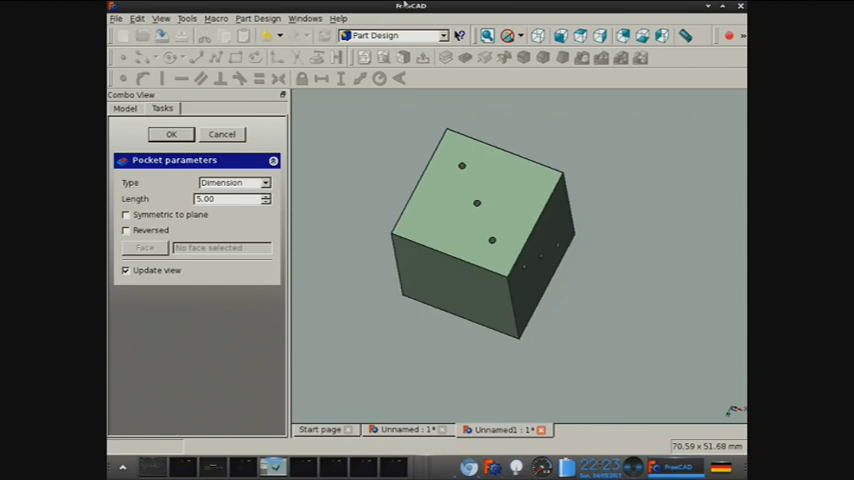 FreeCAD
File Edit View Tools Macro Part Design Windows Help
Part Design
Combo View
Model Tasks
OK Cancel
Pocket parameters
Type Dimension
Length 5.00
Symmetric to plane
Reversed
Face No face selected
Update view
Start page Unnamed : 1* Unnamed1 : 1*
70.59 x 51.68 mm
22:23 FreeCAD